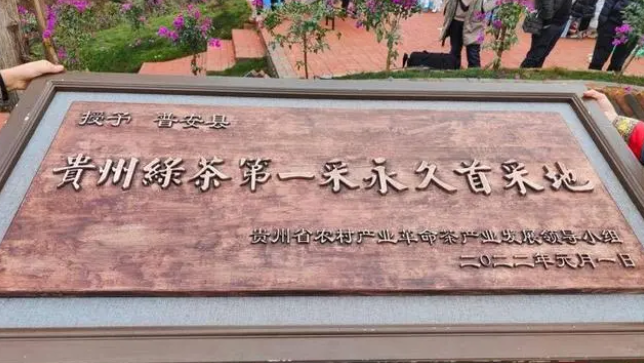 授予 普安县
貴州綠茶第一采永久首采地
贵州省农村产业革命茶产业发展领导小组
二〇二二年元月一日